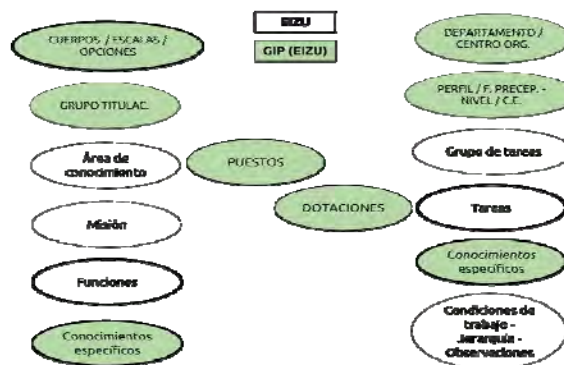 EIZU
GIP (EIZU)
CUERPOS / ESCALAS /
OPCIONES
GRUPO TITULAC.
Área de
conocimiento
Misión
Funciones
Conocimientos
específicos
PUESTOS
DOTACIONES
DEPARTAMENTO /
CENTRO ORG.
PERFIL / F. PRECEP. -
NIVEL / C.E.
Grupo de tareas
Tareas
Conocimientos
específicos
Condiciones de
trabajo -
Jerarquía -
Observaciones